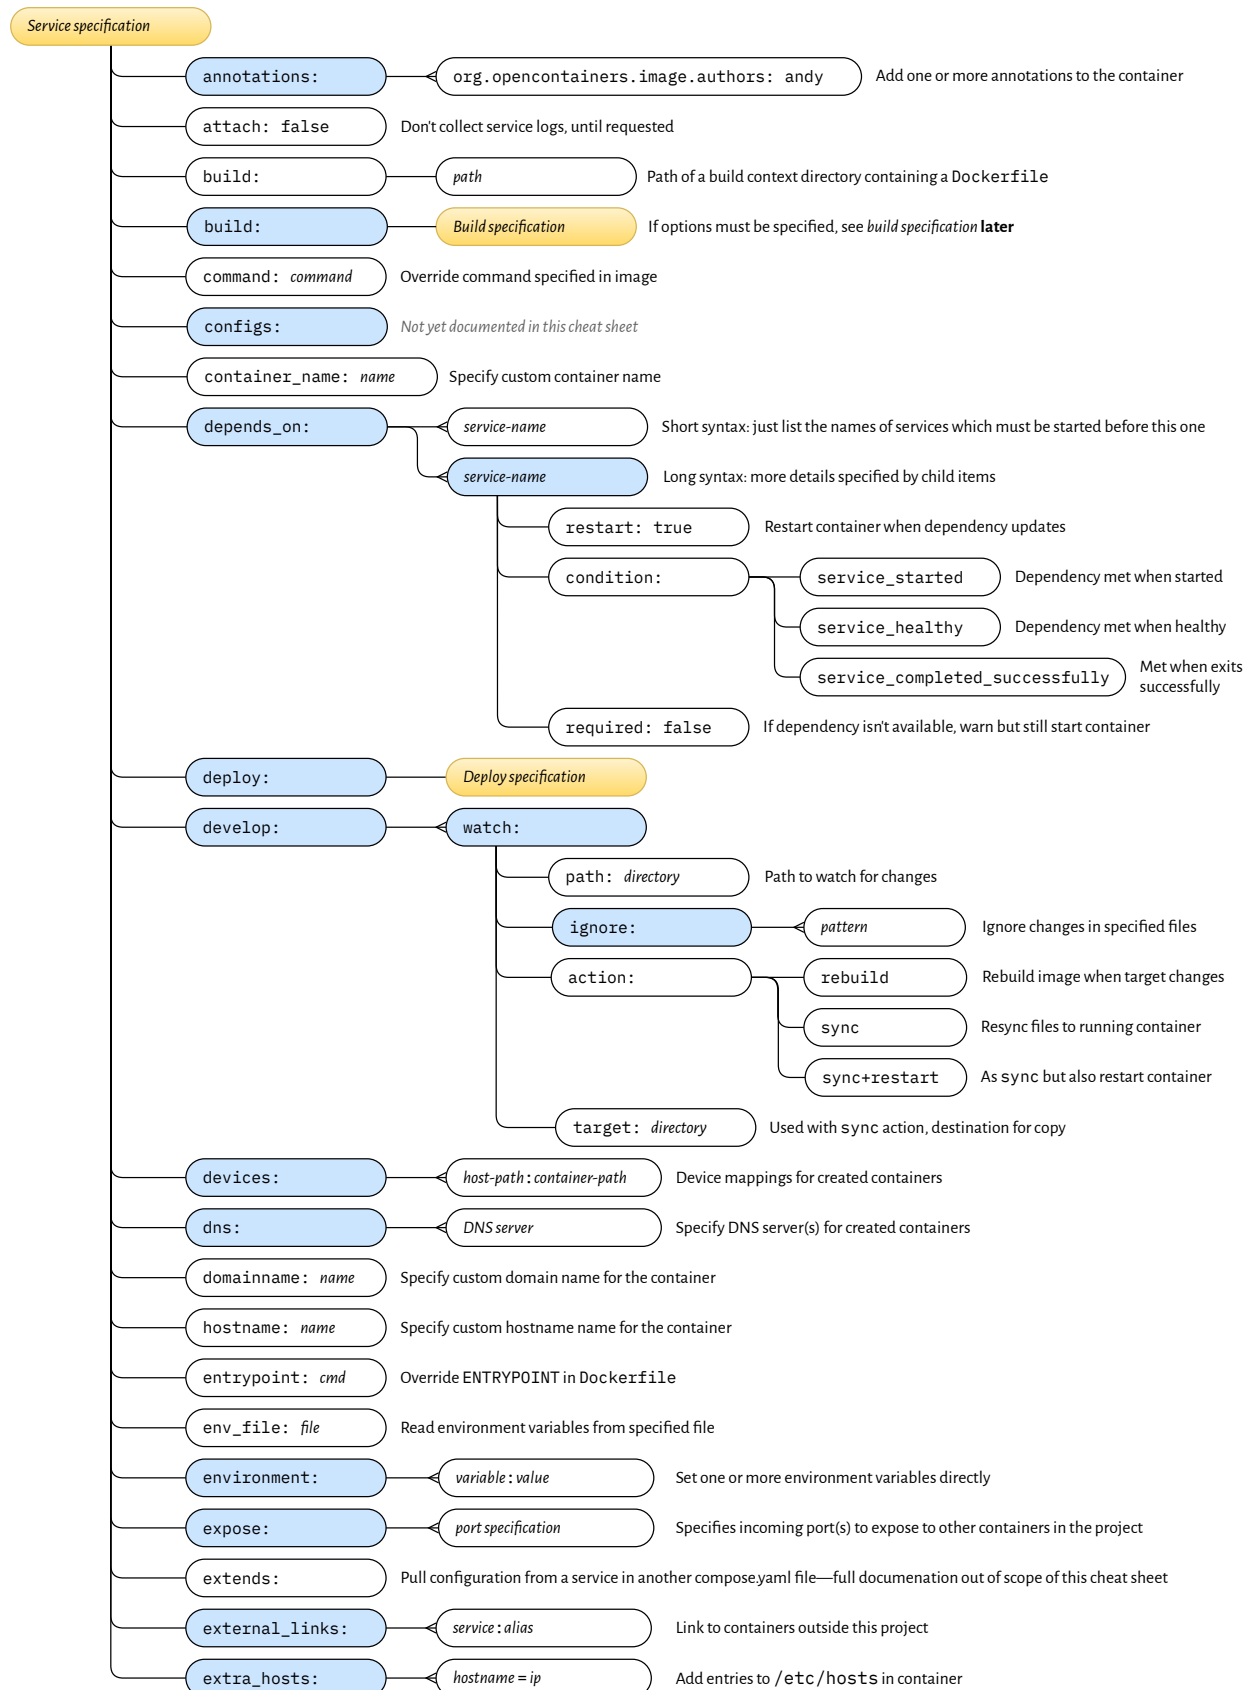 Service specification
annotations: org.opencontainers.image.authors: andy Add one or more annotations to the container
attach: false Don't collect service logs, until requested
build: path Path of a build context directory containing a Dockerfile
build: Build specification If options must be specified, see build specification later
command: command Override command specified in image
configs: Not yet documented in this cheat sheet
container_name: name Specify custom container name
depends_on: service-name Short syntax: just list the names of services which must be started before this one
service-name Long syntax: more details specified by child items
restart: true Restart container when dependency updates
condition: service_started Dependency met when started
service_healthy Dependency met when healthy
service_completed_successfully Met when exits
successfully
required: false If dependency isn't available, warn but still start container
deploy: Deploy specification
develop: watch:
path: directory Path to watch for changes
ignore: pattern Ignore changes in specified files
action: rebuild Rebuild image when target changes
sync Resync files to running container
sync+restart As sync but also restart container
target: directory Used with sync action, destination for copy
devices: host-path:container-path Device mappings for created containers
dns: DNS server Specify DNS server(s) for created containers
domainname: name Specify custom domain name for the container
hostname: name Specify custom hostname name for the container
entrypoint: cmd Override ENTRYPOINT in Dockerfile
env_file: file Read environment variables from specified file
environment: variable:value Set one or more environment variables directly
expose: port specification Specifies incoming port(s) to expose to other containers in the project
extends: Pull configuration from a service in another compose.yaml file—full documenation out of scope of this cheat sheet
external_links: service:alias Link to containers outside this project
extra_hosts: hostname=ip Add entries to /etc/hosts in container